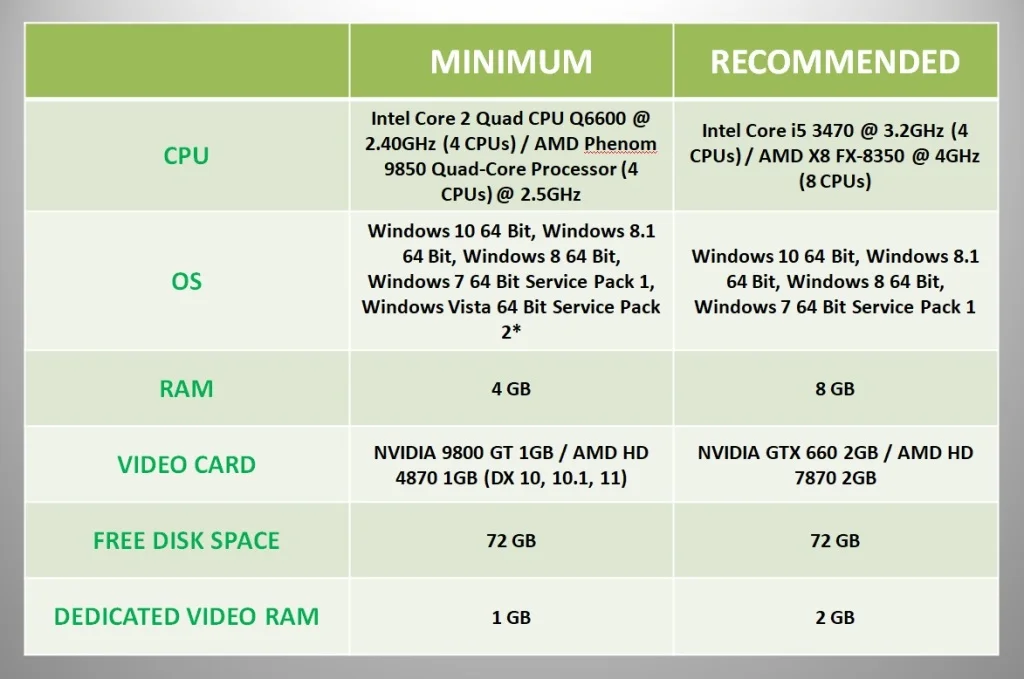 MINIMUM
RECOMMENDED
CPU
Intel Core 2 Quad CPU Q6600 @
2.40GHz (4 CPUs) / AMD Phenom
9850 Quad-Core Processor (4
CPUs) @ 2.5GHz
Intel Core i5 3470 @ 3.2GHz (4
CPUs) / AMD X8 FX-8350 @ 4GHz
(8 CPUs)
OS
Windows 10 64 Bit, Windows 8.1
64 Bit, Windows 8 64 Bit,
Windows 7 64 Bit Service Pack 1,
Windows Vista 64 Bit Service Pack
2*
Windows 10 64 Bit, Windows 8.1
64 Bit, Windows 8 64 Bit,
Windows 7 64 Bit Service Pack 1
RAM
4 GB
8 GB
VIDEO CARD
NVIDIA 9800 GT 1GB / AMD HD
4870 1GB (DX 10, 10.1, 11)
NVIDIA GTX 660 2GB / AMD HD
7870 2GB
FREE DISK SPACE
72 GB
72 GB
DEDICATED VIDEO RAM
1 GB
2 GB